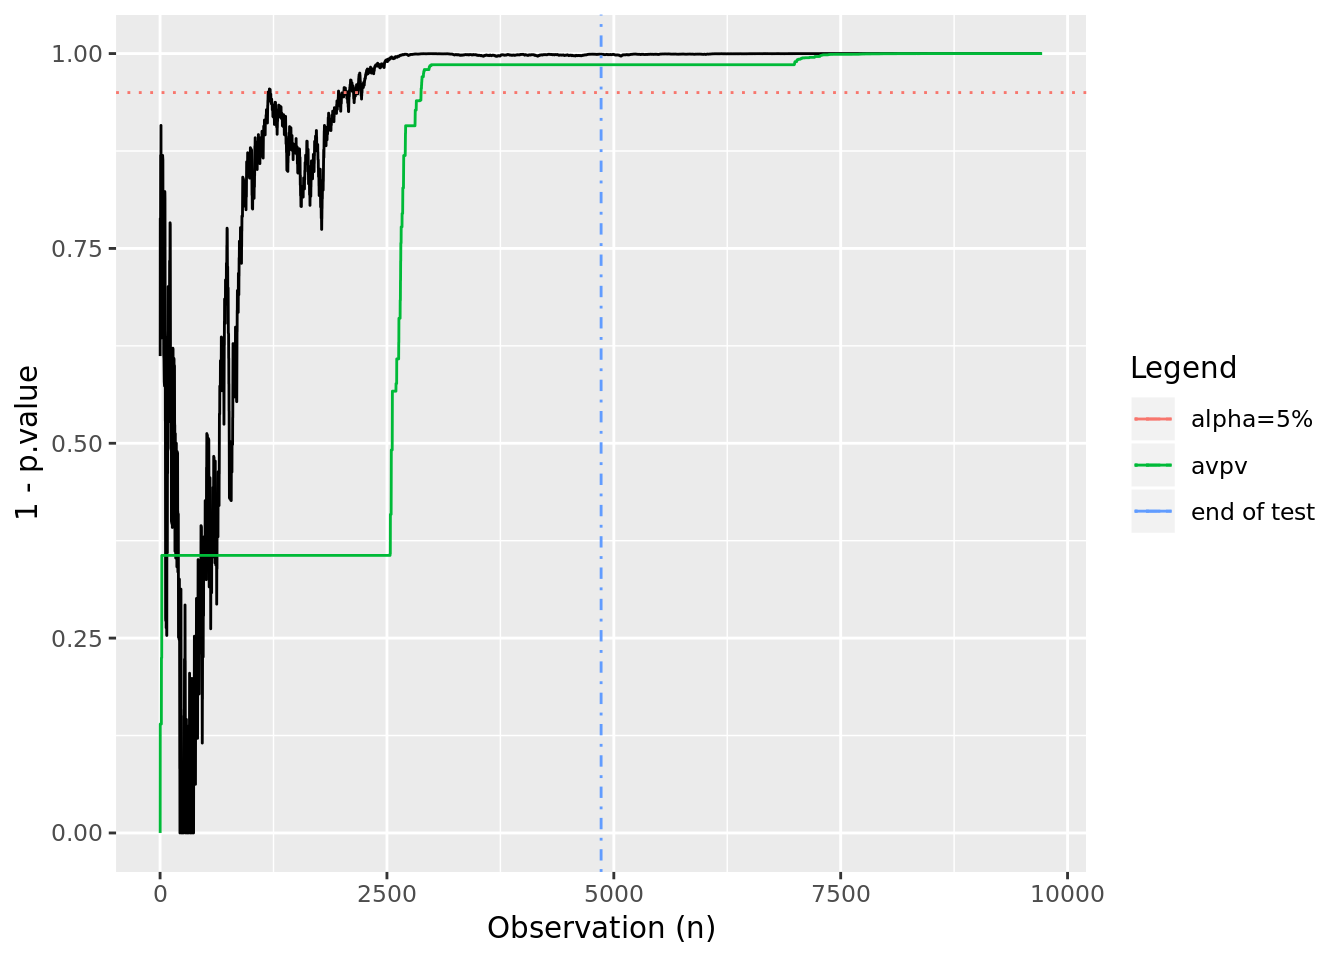 1.00
0.75
0.50
0.25
0.00
1 - p.value
0
2500
5000
7500
10000
Observation (n)
Legend
alpha=5%
avpv
end of test